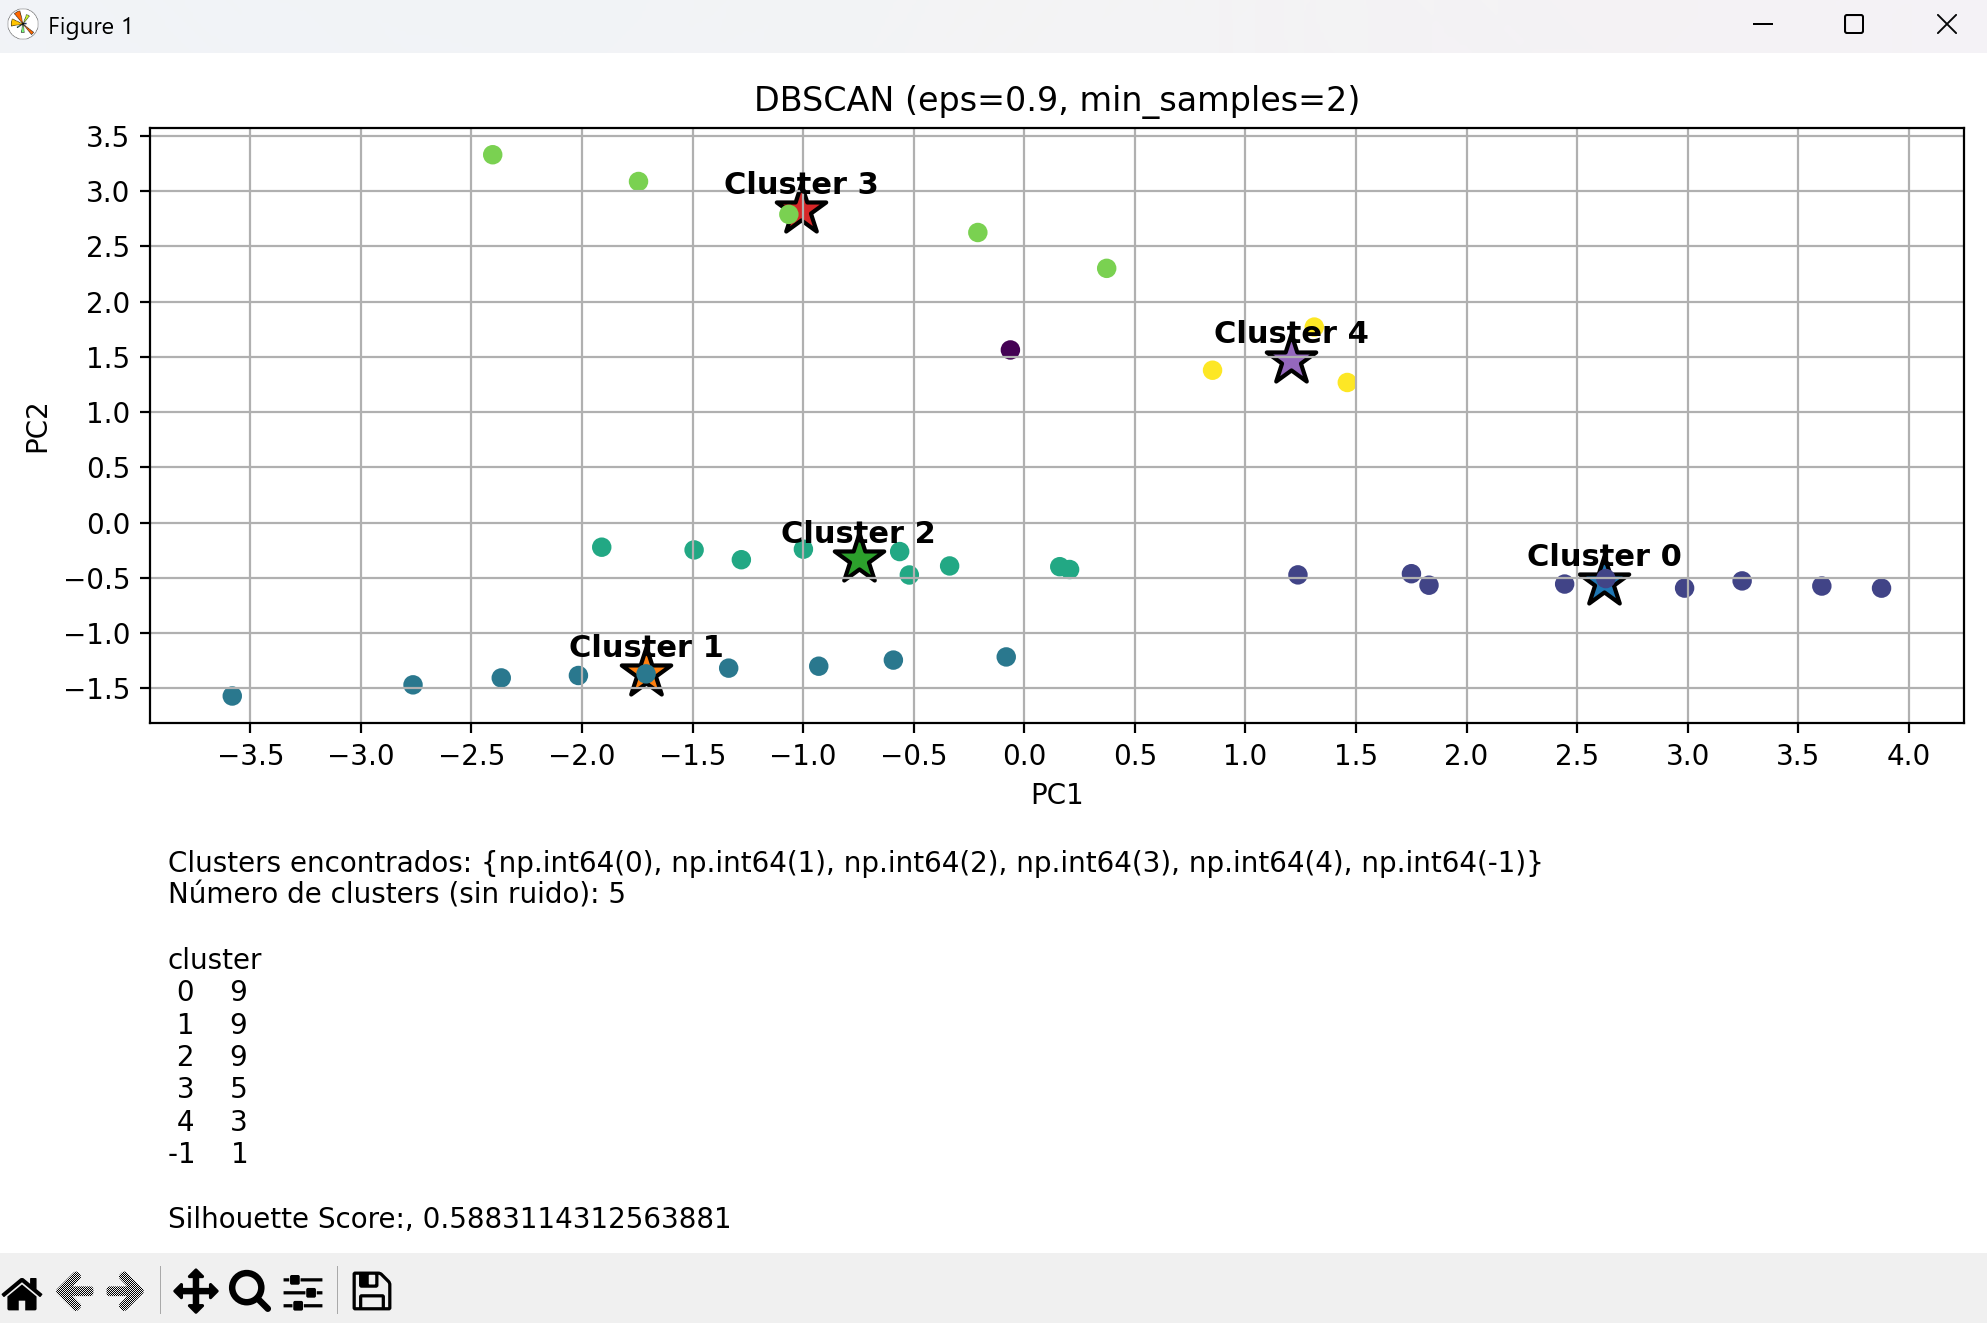 Figure 1
DBSCAN (eps=0.9, min_samples=2)
3.5
3.0
2.5
2.0
1.5
1.0
0.5
0.0
−0.5
−1.0
−1.5
PC2
Cluster 3
Cluster 4
Cluster 2
Cluster 0
Cluster 1
−3.5 −3.0 −2.5 −2.0 −1.5 −1.0 −0.5 0.0 0.5 1.0 1.5 2.0 2.5 3.0 3.5 4.0
PC1
Clusters encontrados: {np.int64(0), np.int64(1), np.int64(2), np.int64(3), np.int64(4), np.int64(-1)}
Número de clusters (sin ruido): 5
cluster
0 9
1 9
2 9
3 5
4 3
-1 1
Silhouette Score:, 0.5883114312563881